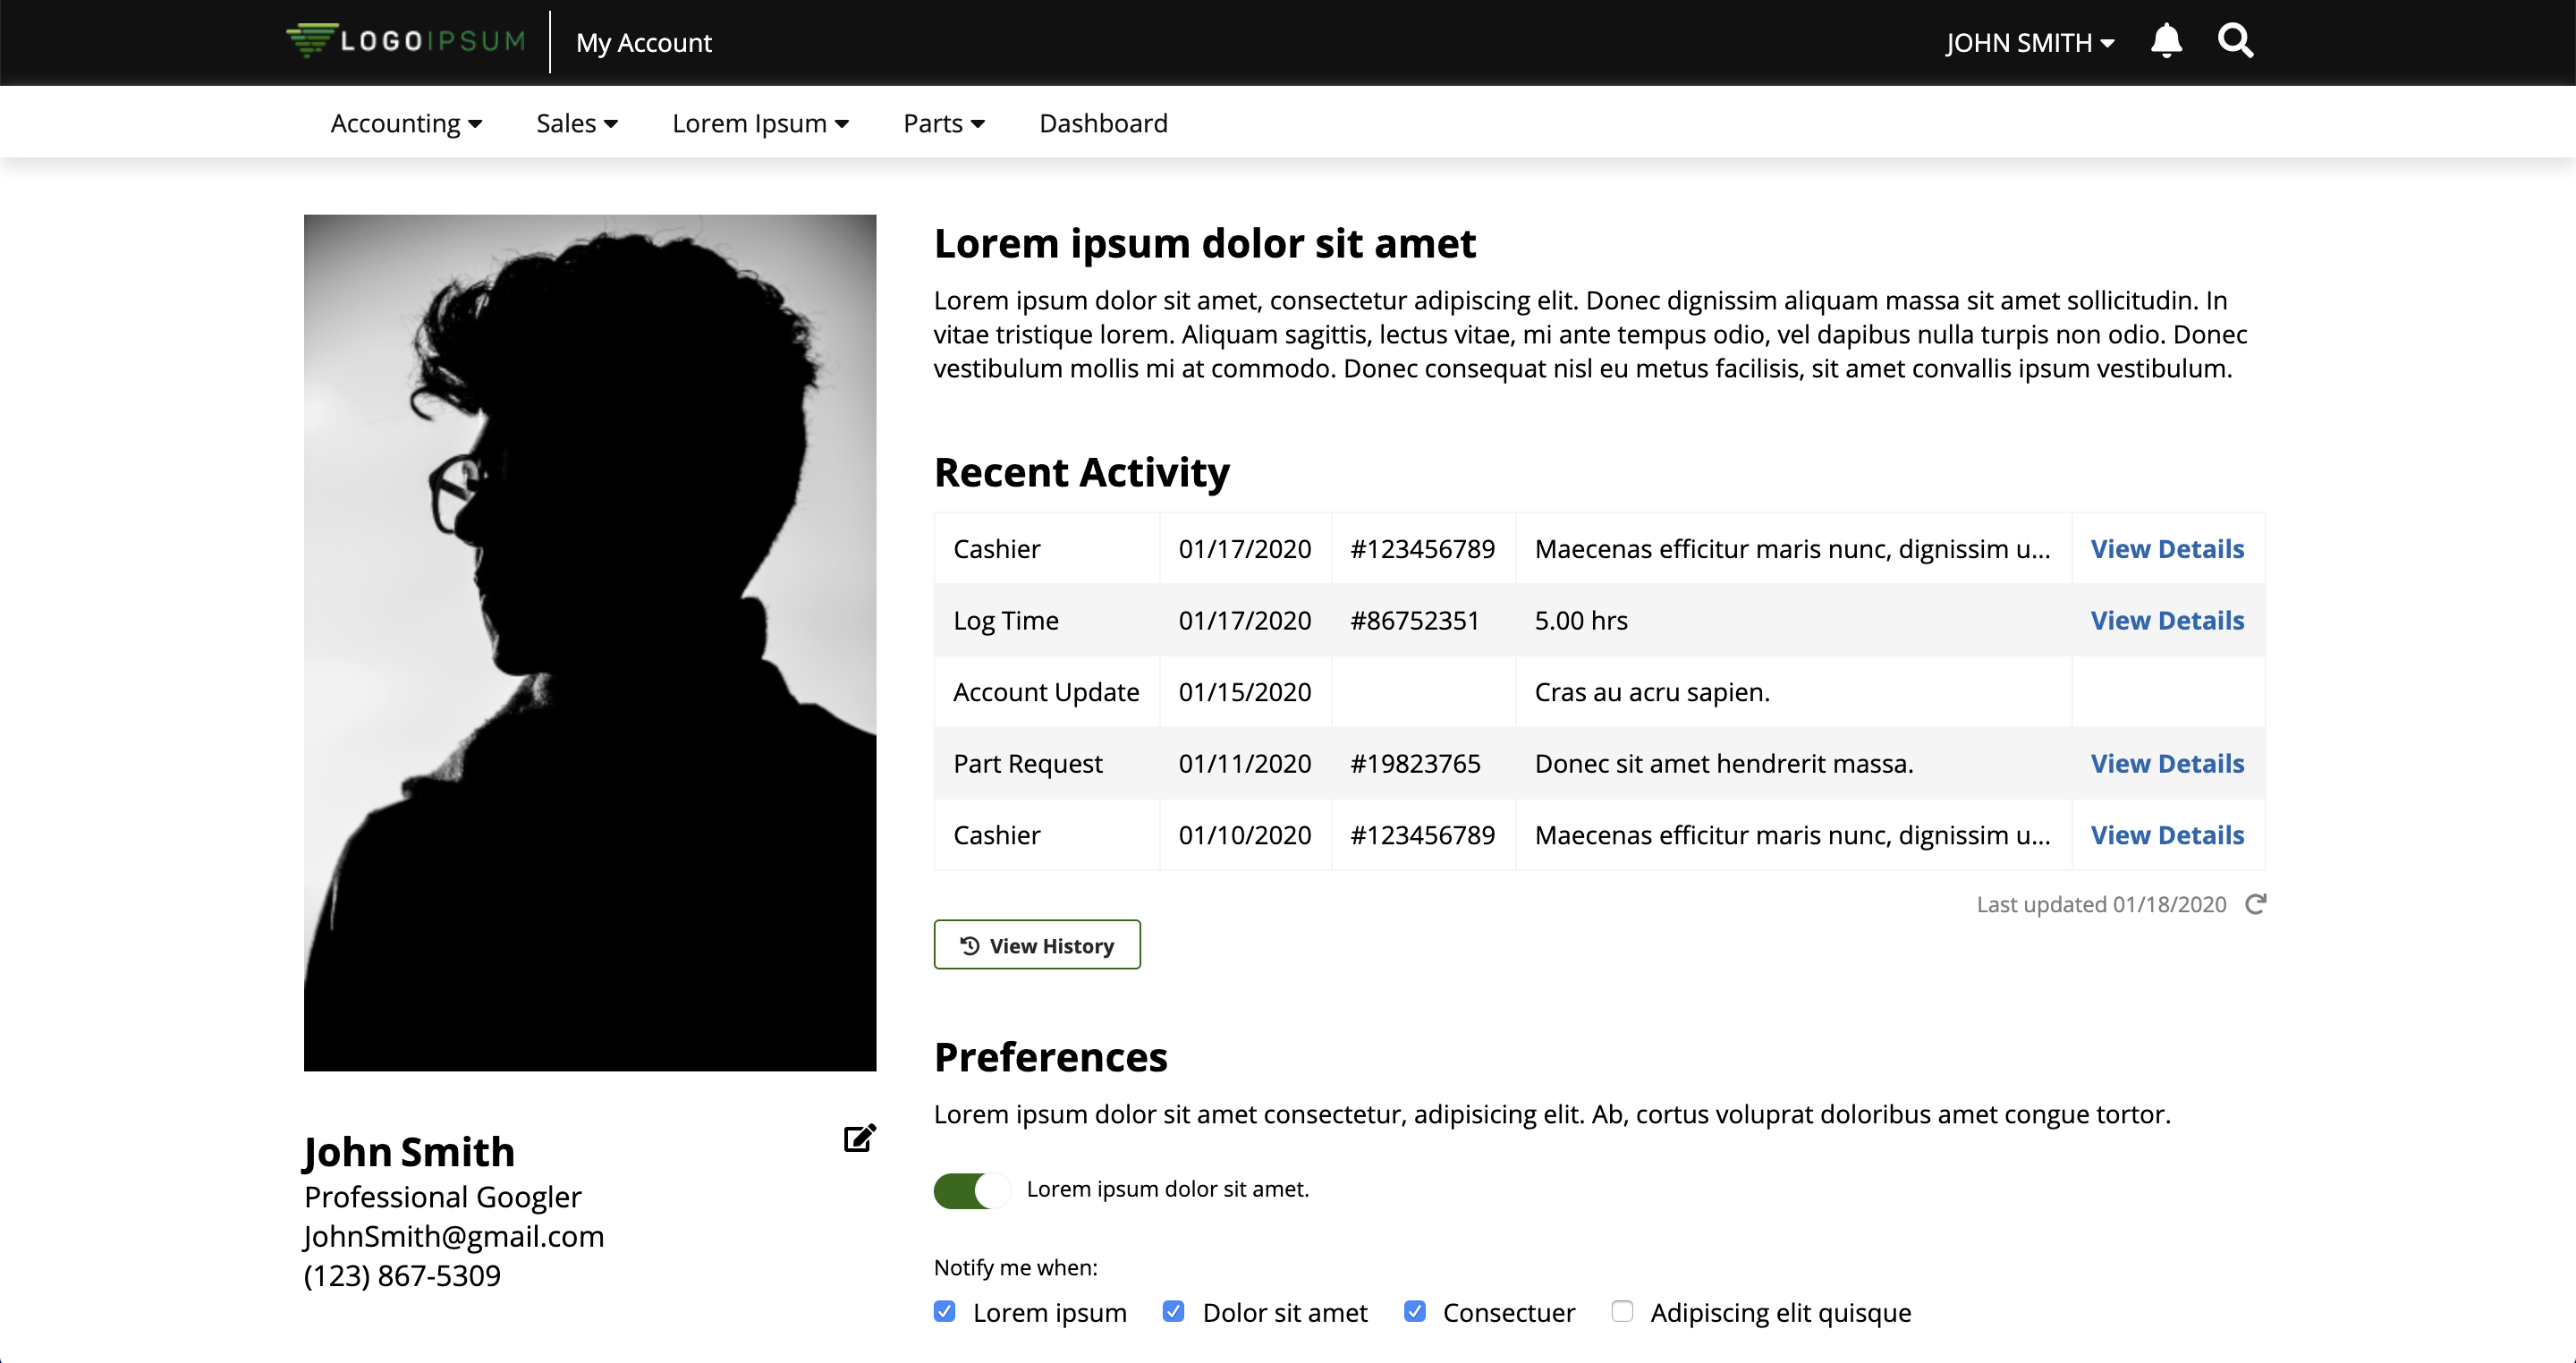 LOGOIPSUM
My Account
JOHN SMITH
Accounting
Sales
Lorem Ipsum
Parts
Dashboard
Lorem ipsum dolor sit amet
Lorem ipsum dolor sit amet, consectetur adipiscing elit. Donec dignissim aliquam massa sit amet sollicitudin. In
vitae tristique lorem. Aliquam sagittis, lectus vitae, mi ante tempus odio, vel dapibus nulla turpis non odio. Donec
vestibulum mollis mi at commodo. Donec consequat nisl eu metus facilisis, sit amet convallis ipsum vestibulum.
Recent Activity
Cashier 01/17/2020 #123456789 Maecenas efficitur maris nunc, dignissim u... View Details
Log Time 01/17/2020 #86752351 5.00 hrs View Details
Account Update 01/15/2020 Cras au acru sapien.
Part Request 01/11/2020 #19823765 Donec sit amet hendrerit massa. View Details
Cashier 01/10/2020 #123456789 Maecenas efficitur maris nunc, dignissim u... View Details
Last updated 01/18/2020
View History
Preferences
Lorem ipsum dolor sit amet consectetur, adipisicing elit. Ab, cortus voluprat doloribus amet congue tortor.
Lorem ipsum dolor sit amet.
Notify me when:
Lorem ipsum
Dolor sit amet
Consectuer
Adipiscing elit quisque
John Smith
Professional Googler
JohnSmith@gmail.com
(123) 867-5309